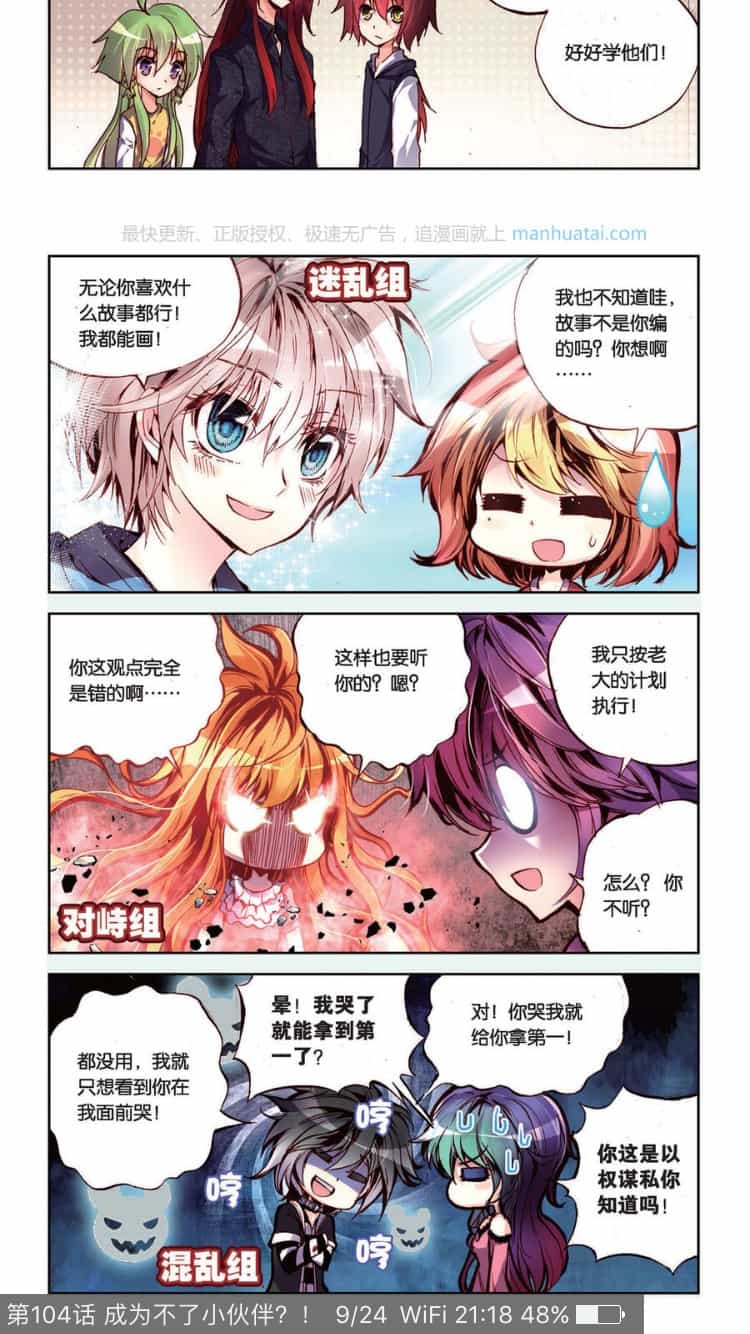 好好学他们！
最快更新、正版授权、极速无广告，追漫画就上 manhuatai.com
迷乱组
无论你喜欢什
么故事都行！
我都能画！
我也不知道哇，
故事不是你编
的吗？你想啊
……
你这观点完全
是错的啊……
这样也要听
你的？嗯？
我只按老
大的计划
执行！
怎么？你
不听？
对峙组
都没用，我就
只想看到你在
我面前哭！
晕！我哭了
就能拿到第
一了？
对！你哭我就
给你拿第一！
你这是以
权谋私你
知道吗！
哼
哼
哼
混乱组
第104话 成为不了小伙伴？！ 9/24 WiFi 21:18 48%